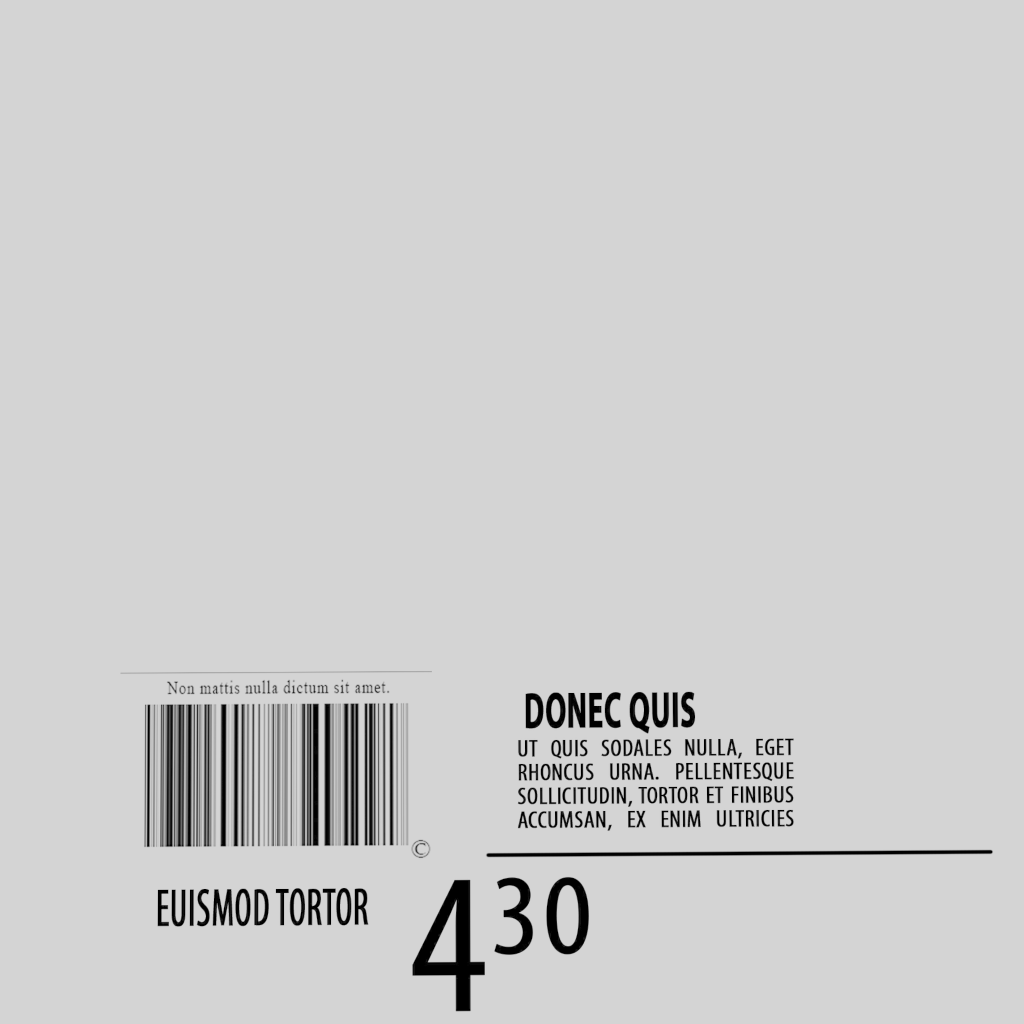 Non mattis nulla dictum sit amet.
©
EUISMOD TORTOR
DONEC QUIS
UT QUIS SODALES NULLA, EGET
RHONCUS URNA. PELLENTESQUE
SOLLICITUDIN, TORTOR ET FINIBUS
ACCUMSAN, EX ENIM ULTRICIES
430